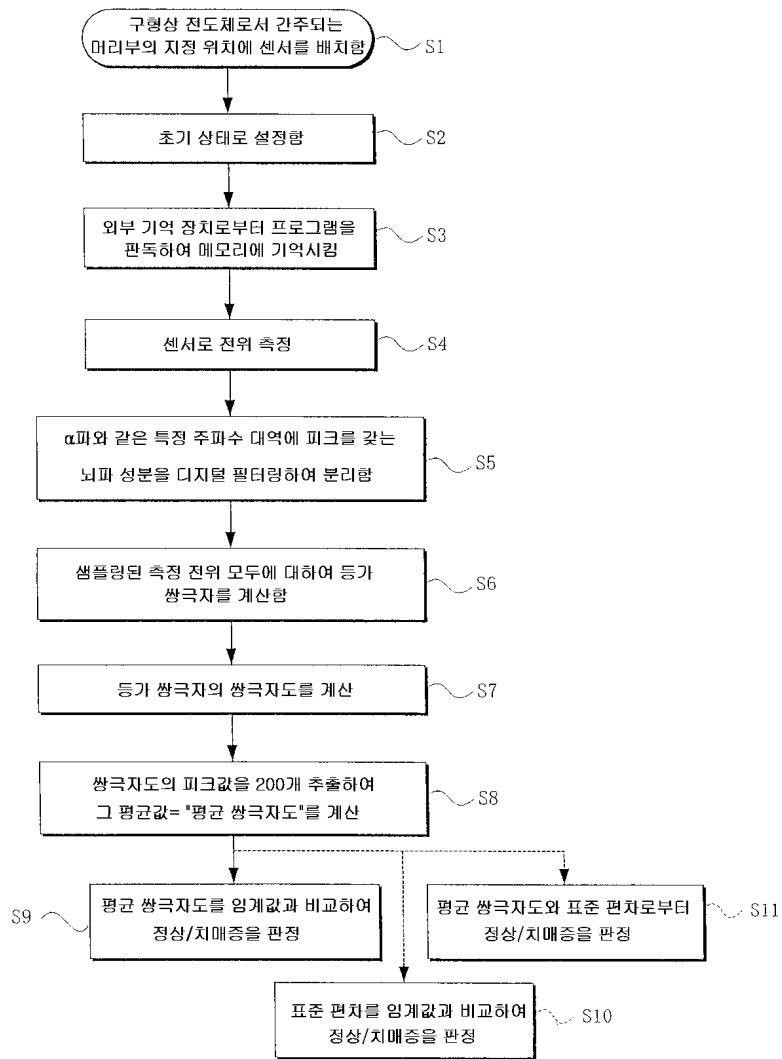 구형상 전도체로서 간주되는
머리부의 지정 위치에 센서를 배치함
S1
초기 상태로 설정함
S2
외부 기억 장치로부터 프로그램을
판독하여 메모리에 기억시킴
S3
센서로 전위 측정
S4
α파와 같은 특정 주파수 대역에 피크를 갖는
뇌파 성분을 디지털 필터링하여 분리함
S5
샘플링된 측정 전위 모두에 대하여 등가
쌍극자를 계산함
S6
등가 쌍극자의 쌍극자도를 계산
S7
쌍극자도의 피크값을 200개 추출하여
그 평균값= "평균 쌍극자도"를 계산
S8
S9
평균 쌍극자도를 임계값과 비교하여
정상/치매증을 판정
평균 쌍극자도와 표준 편차로부터
정상/치매증을 판정
S11
표준 편차를 임계값과 비교하여
정상/치매증을 판정
S10